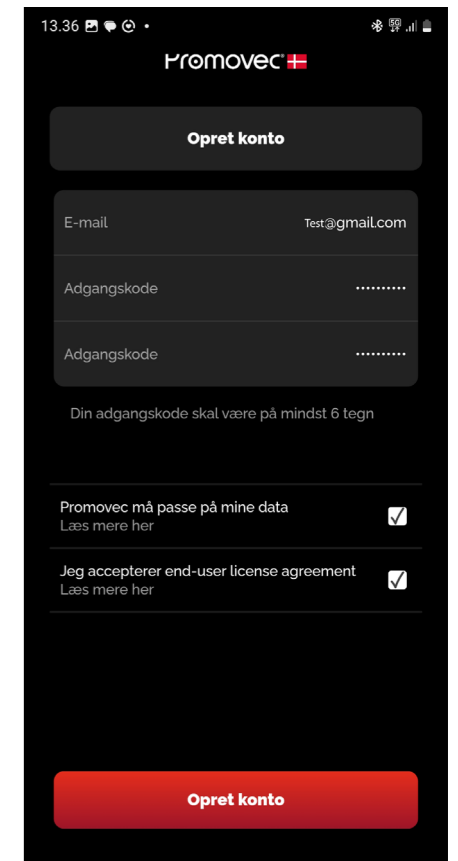 13.36
5G
Promovec
Opret konto
E-mail Test@gmail.com
Adgangskode ••••••••••
Adgangskode ••••••••••
Din adgangskode skal være på mindst 6 tegn
Promovec må passe på mine data
Læs mere her
Jeg accepterer end-user license agreement
Læs mere her
Opret konto